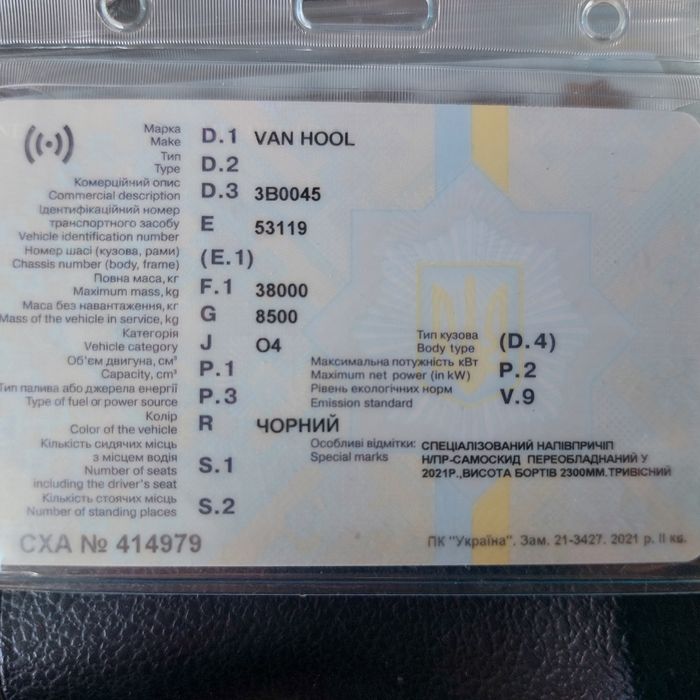 Марка
Make D.1 VAN HOOL
Тип
Type D.2
Комерційний опис
Commercial description D.3 3B0045
Ідентифікаційний номер
транспортного засобу
Vehicle identification number E 53119
Номер шасі (кузова, рами)
Chassis number (body, frame) (E.1)
Повна маса, кг
Maximum mass, kg F.1 38000
Маса без навантаження, кг
Mass of the vehicle in service, kg G 8500
Категорія
Vehicle category J O4
Тип кузова
Body type (D.4)
Об'єм двигуна, см³
Capacity, cm³ P.1
Максимальна потужність кВт
Maximum net power (in kW) P.2
Тип палива або джерела енергії
Type of fuel or power source P.3
Рівень екологічних норм
Emission standard V.9
Колір
Color of the vehicle R ЧОРНИЙ
Кількість сидячих місць
з місцем водія
Number of seats
including the driver's seat S.1
Особливі відмітки:
Special marks
СПЕЦІАЛІЗОВАНИЙ НАПІВПРИЧІП
Н/ПР-САМОСКИД ПЕРЕОБЛАДНАНИЙ У
2021Р.,ВИСОТА БОРТІВ 2300ММ.ТРИВІСНИЙ
Кількість стоячих місць
Number of standing places S.2
СХА № 414979
ПК "Україна". Зам. 21-3427. 2021 р. II кв.